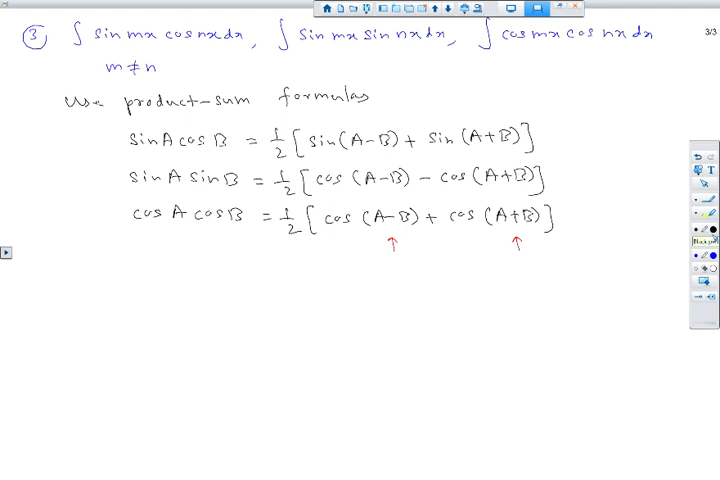 3/3
③ ∫ sin mx cos nx dx, ∫ sin mx sin nx dx, ∫ cos mx cos nx dx
m ≠ n
Use product-sum formulas
sin A cos B = 1/2 [ sin (A-B) + sin (A+B) ]
sin A sin B = 1/2 [ cos (A-B) - cos (A+B) ]
cos A cos B = 1/2 [ cos (A-B) + cos (A+B) ]
T
Black pen